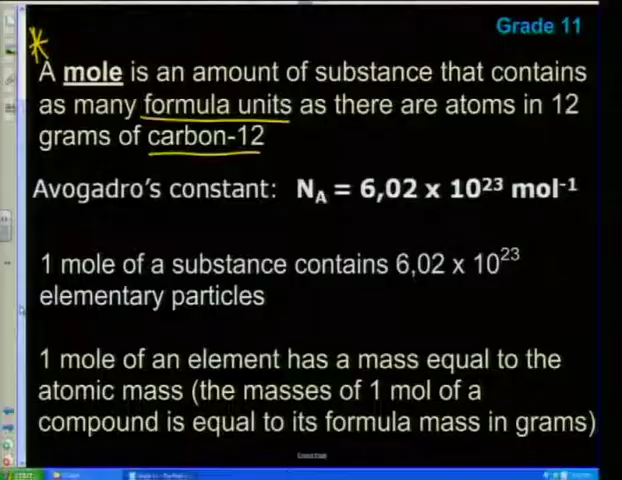 Grade 11
A mole is an amount of substance that contains
as many formula units as there are atoms in 12
grams of carbon-12
Avogadro's constant: N_A = 6,02 x 10²³ mol⁻¹
1 mole of a substance contains 6,02 x 10²³
elementary particles
1 mole of an element has a mass equal to the
atomic mass (the masses of 1 mol of a
compound is equal to its formula mass in grams)